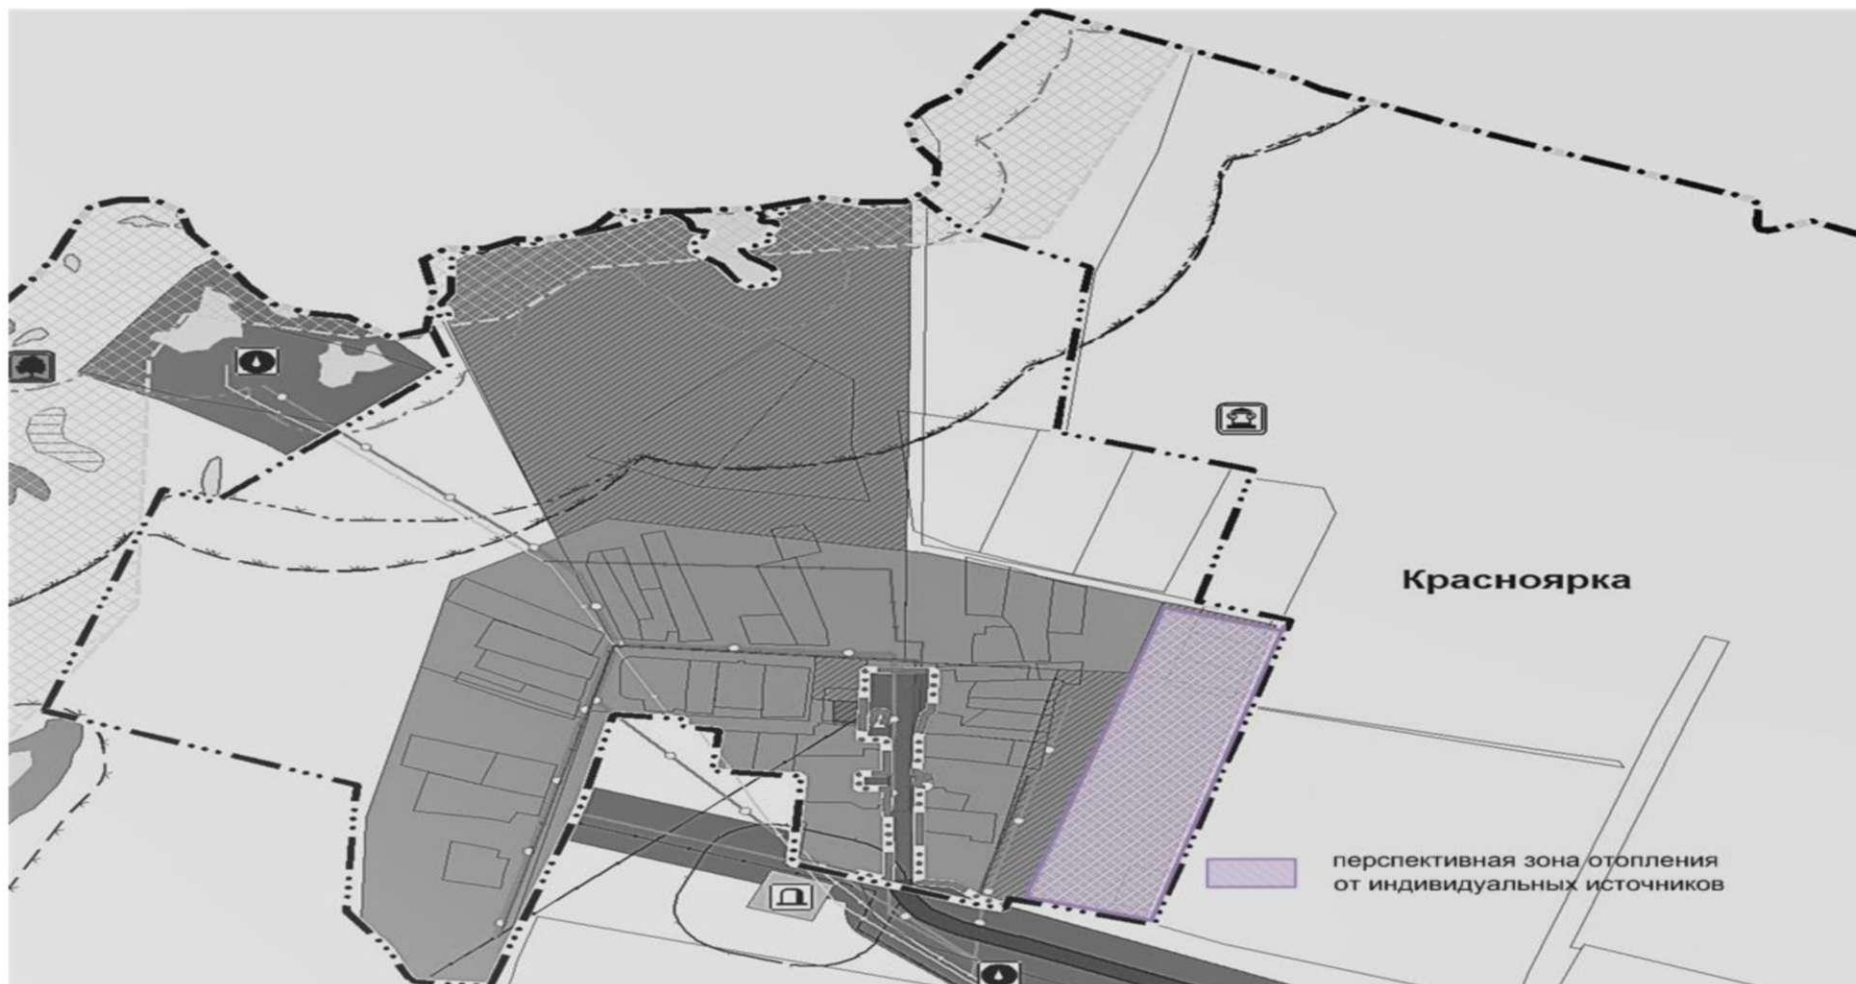 Красноярка
перспективная зона отопления
от индивидуальных источников